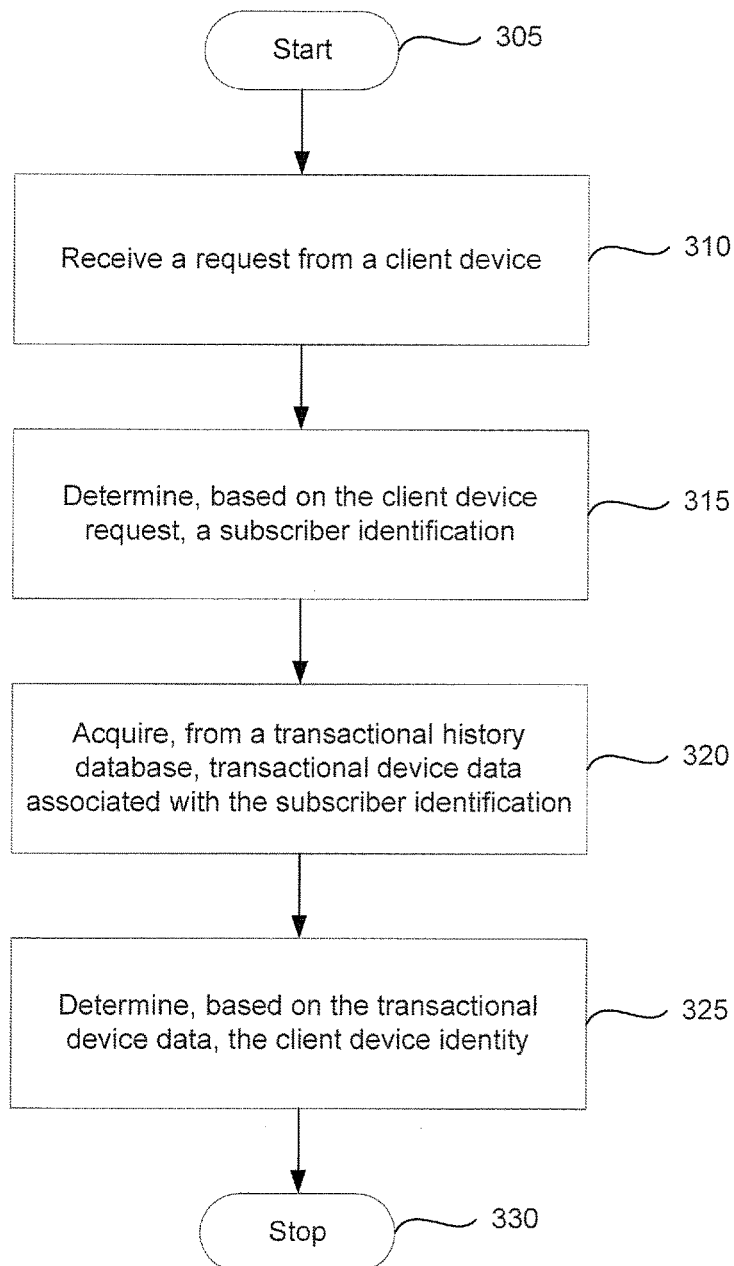 Start
305
Receive a request from a client device
310
Determine, based on the client device
request, a subscriber identification
315
Acquire, from a transactional history
database, transactional device data
associated with the subscriber identification
320
Determine, based on the transactional
device data, the client device identity
325
Stop
330